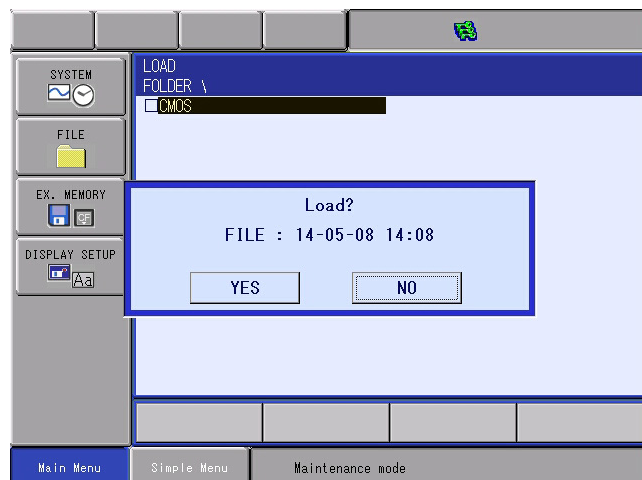 SYSTEM
FILE
EX. MEMORY
CF
DISPLAY SETUP
Aa
LOAD
FOLDER \
CMOS
Load?
FILE : 14-05-08 14:08
YES
NO
Main Menu
Simple Menu
Maintenance mode